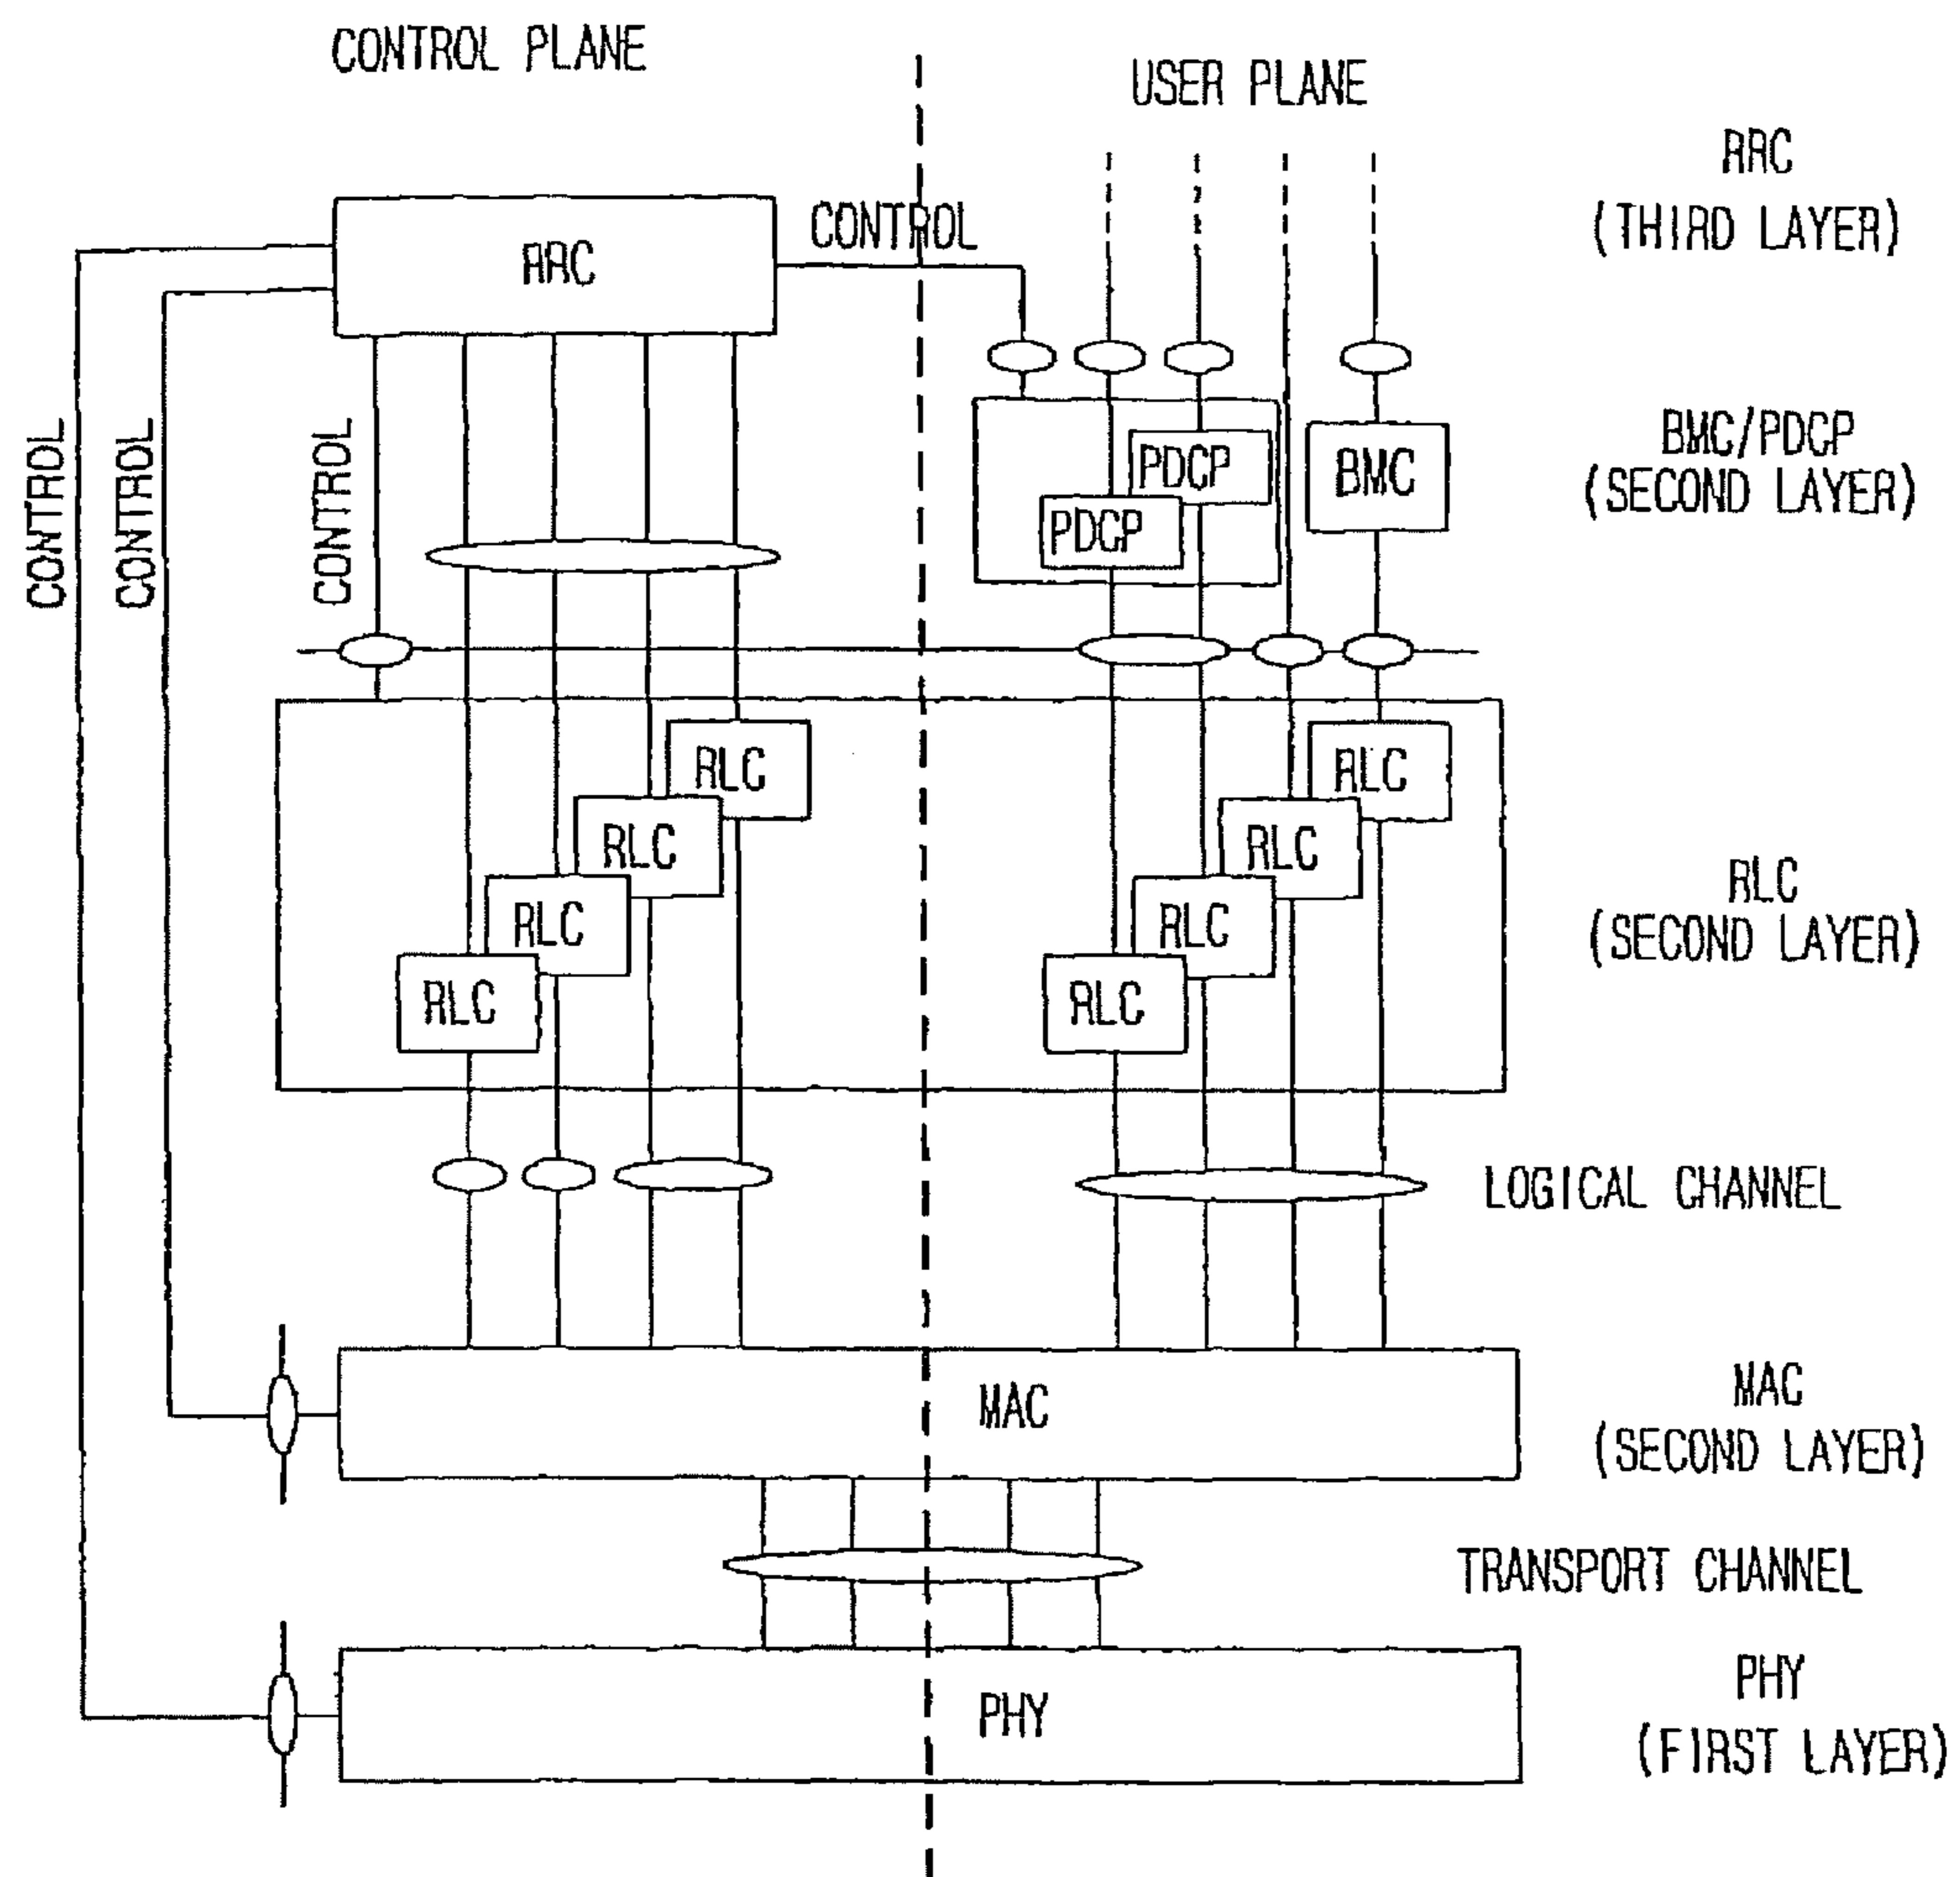 CONTROL PLANE
USER PLANE
RRC
(THIRD LAYER)
CONTROL
RRC
CONTROL
CONTROL
CONTROL
BMC/PDCP
(SECOND LAYER)
PDCP
BMC
PDCP
RLC
RLC
RLC
RLC
RLC
(SECOND LAYER)
RLC
RLC
RLC
RLC
LOGICAL CHANNEL
MAC
MAC
(SECOND LAYER)
TRANSPORT CHANNEL
PHY
PHY
(FIRST LAYER)